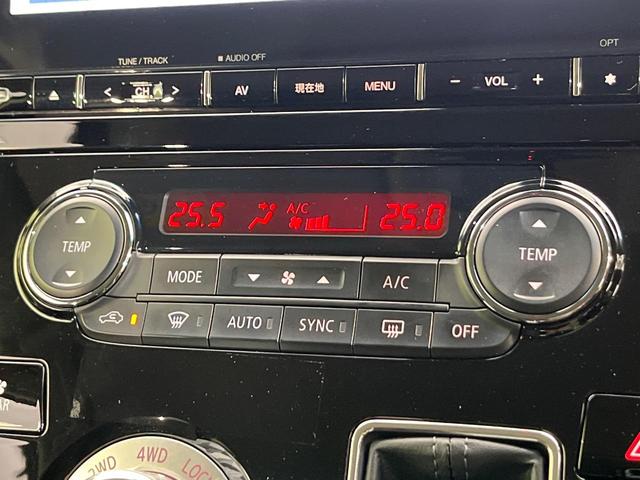 TUNE / TRACK
AUDIO OFF
OPT
< CH >
AV
現在地
MENU
− VOL +
25.5
A/C
25.0
TEMP
TEMP
MODE
A/C
AUTO
SYNC
OFF
2WD
4WD
LOCK